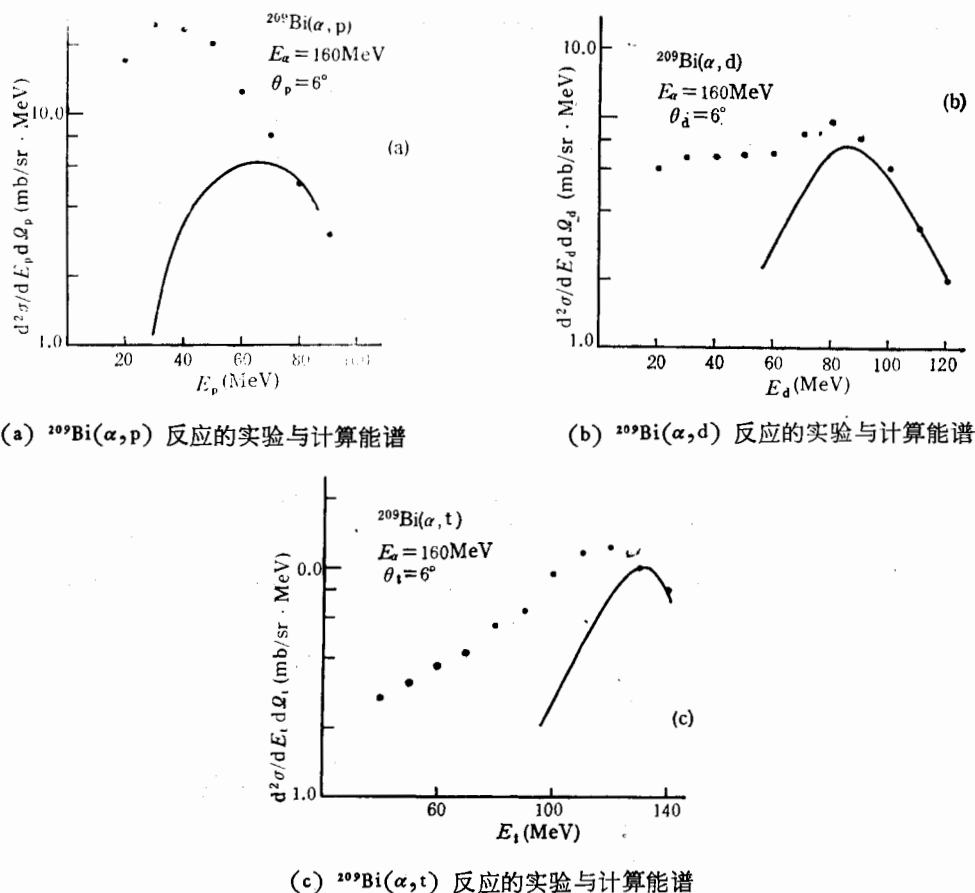 ²⁰⁹Bi(α, p)
E_α=160MeV
θ_p=6°
(a)
d²σ/dE_p dΩ_p (mb/sr · MeV)
10.0
1.0
20 40 60 80 100
E_p(MeV)
(a) ²⁰⁹Bi(α,p) 反应的实验与计算能谱
²⁰⁹Bi(α,d)
E_α=160MeV
θ_d=6°
(b)
d²σ/dE_d dΩ_d (mb/sr · MeV)
10.0
1.0
20 40 60 80 100 120
E_d(MeV)
(b) ²⁰⁹Bi(α,d) 反应的实验与计算能谱
²⁰⁹Bi(α,t)
E_α=160MeV
θ_t=6°
(c)
d²σ/dE_t dΩ_t (mb/sr · MeV)
0.0
1.0
60 100 140
E_t(MeV)
(c) ²⁰⁹Bi(α,t) 反应的实验与计算能谱